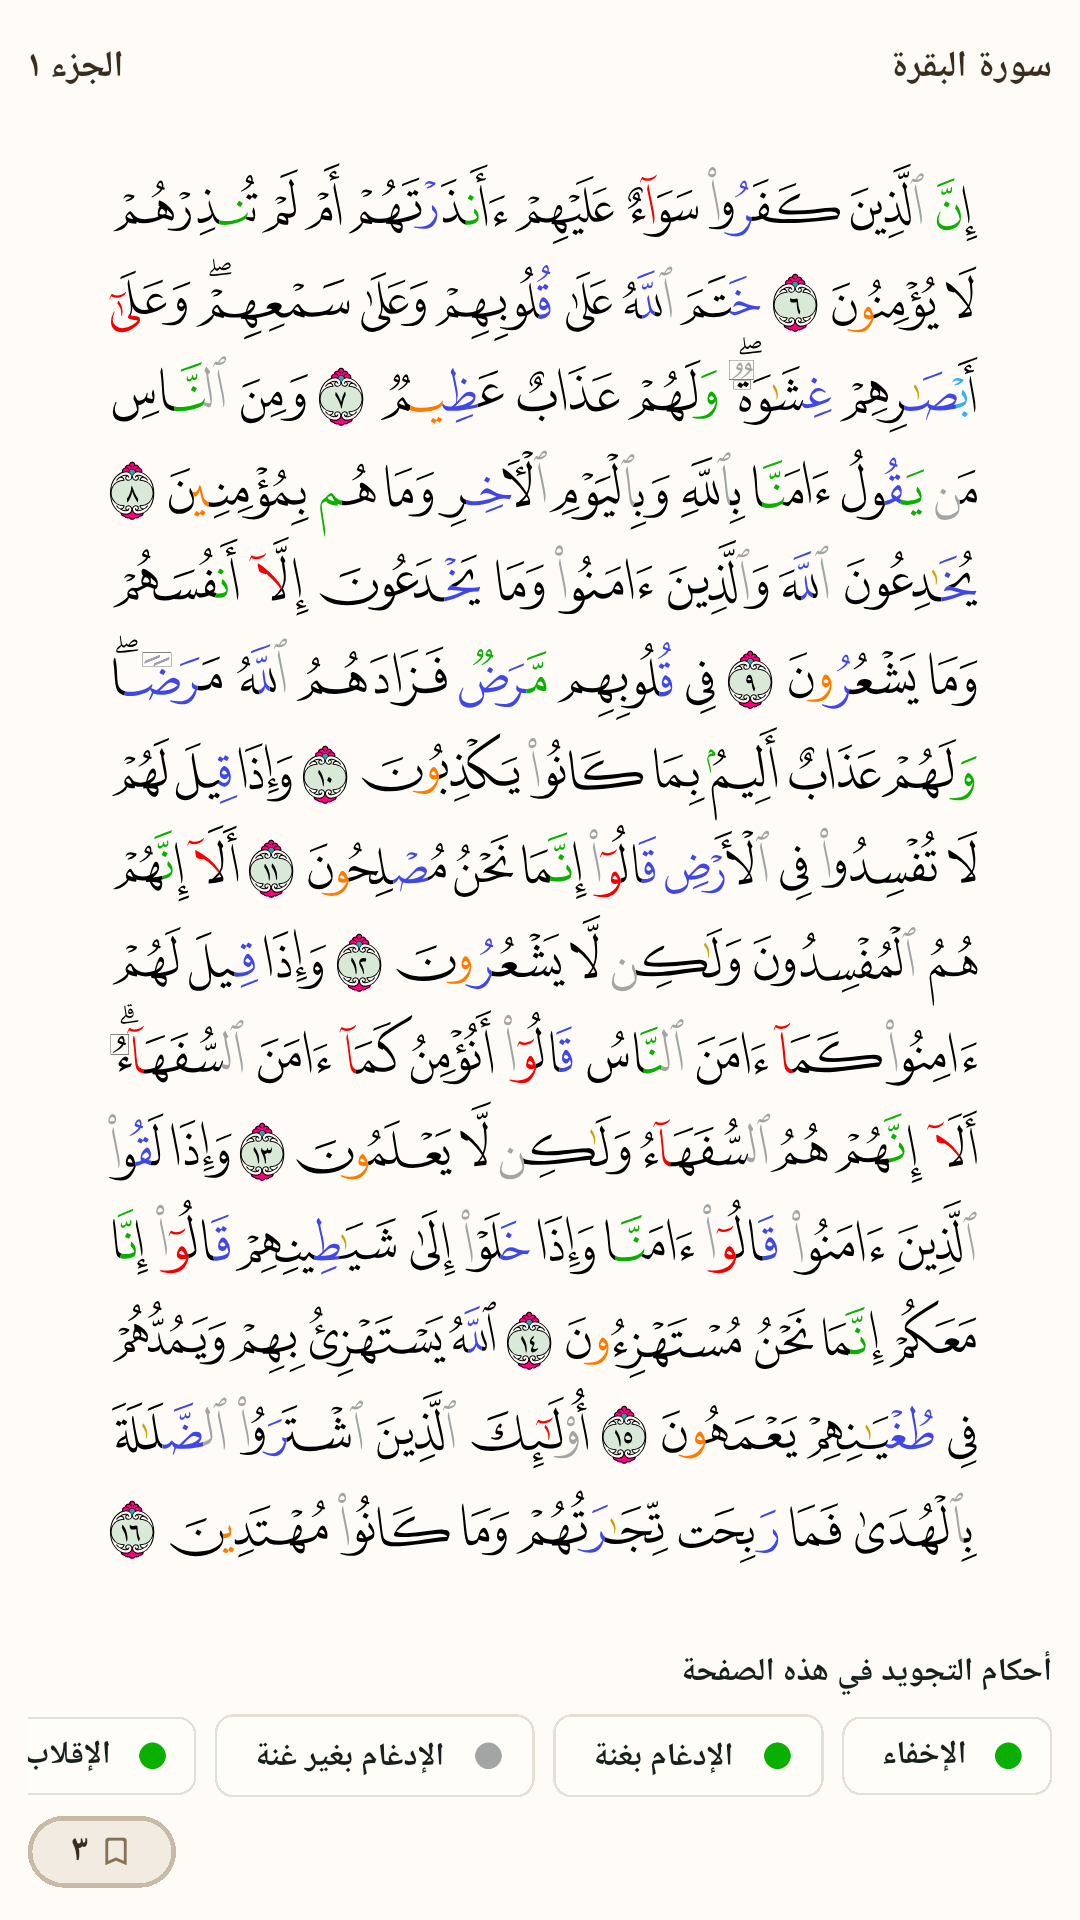 سورة البقرة
الجزء ١
إِنَّ ٱلَّذِينَ كَفَرُوا۟ سَوَآءٌ عَلَيْهِمْ ءَأَنذَرْتَهُمْ أَمْ لَمْ تُنذِرْهُمْ
لَا يُؤْمِنُونَ ٦ خَتَمَ ٱللَّهُ عَلَىٰ قُلُوبِهِمْ وَعَلَىٰ سَمْعِهِمْ ۖ وَعَلَىٰٓ
أَبْصَـٰرِهِمْ غِشَـٰوَةٌ ۖ وَلَهُمْ عَذَابٌ عَظِيمٌ ٧ وَمِنَ ٱلنَّاسِ
مَن يَقُولُ ءَامَنَّا بِٱللَّهِ وَبِٱلْيَوْمِ ٱلْـَٔاخِرِ وَمَا هُم بِمُؤْمِنِينَ ٨
يُخَـٰدِعُونَ ٱللَّهَ وَٱلَّذِينَ ءَامَنُوا۟ وَمَا يَخْدَعُونَ إِلَّآ أَنفُسَهُمْ
وَمَا يَشْعُرُونَ ٩ فِى قُلُوبِهِم مَّرَضٌ فَزَادَهُمُ ٱللَّهُ مَرَضًا ۖ
وَلَهُمْ عَذَابٌ أَلِيمٌۢ بِمَا كَانُوا۟ يَكْذِبُونَ ١٠ وَإِذَا قِيلَ لَهُمْ
لَا تُفْسِدُوا۟ فِى ٱلْأَرْضِ قَالُوٓا۟ إِنَّمَا نَحْنُ مُصْلِحُونَ ١١ أَلَآ إِنَّهُمْ
هُمُ ٱلْمُفْسِدُونَ وَلَـٰكِن لَّا يَشْعُرُونَ ١٢ وَإِذَا قِيلَ لَهُمْ
ءَامِنُوا۟ كَمَآ ءَامَنَ ٱلنَّاسُ قَالُوٓا۟ أَنُؤْمِنُ كَمَآ ءَامَنَ ٱلسُّفَهَآءُ ۗ
أَلَآ إِنَّهُمْ هُمُ ٱلسُّفَهَآءُ وَلَـٰكِن لَّا يَعْلَمُونَ ١٣ وَإِذَا لَقُوا۟
ٱلَّذِينَ ءَامَنُوا۟ قَالُوٓا۟ ءَامَنَّا وَإِذَا خَلَوْا۟ إِلَىٰ شَيَـٰطِينِهِمْ قَالُوٓا۟ إِنَّا
مَعَكُمْ إِنَّمَا نَحْنُ مُسْتَهْزِءُونَ ١٤ ٱللَّهُ يَسْتَهْزِئُ بِهِمْ وَيَمُدُّهُمْ
فِى طُغْيَـٰنِهِمْ يَعْمَهُونَ ١٥ أُو۟لَـٰٓئِكَ ٱلَّذِينَ ٱشْتَرَوُا۟ ٱلضَّلَـٰلَةَ
بِٱلْهُدَىٰ فَمَا رَبِحَت تِّجَـٰرَتُهُمْ وَمَا كَانُوا۟ مُهْتَدِينَ ١٦
أحكام التجويد في هذه الصفحة
الإخفاء
الإدغام بغنة
الإدغام بغير غنة
الإقلاب
٣